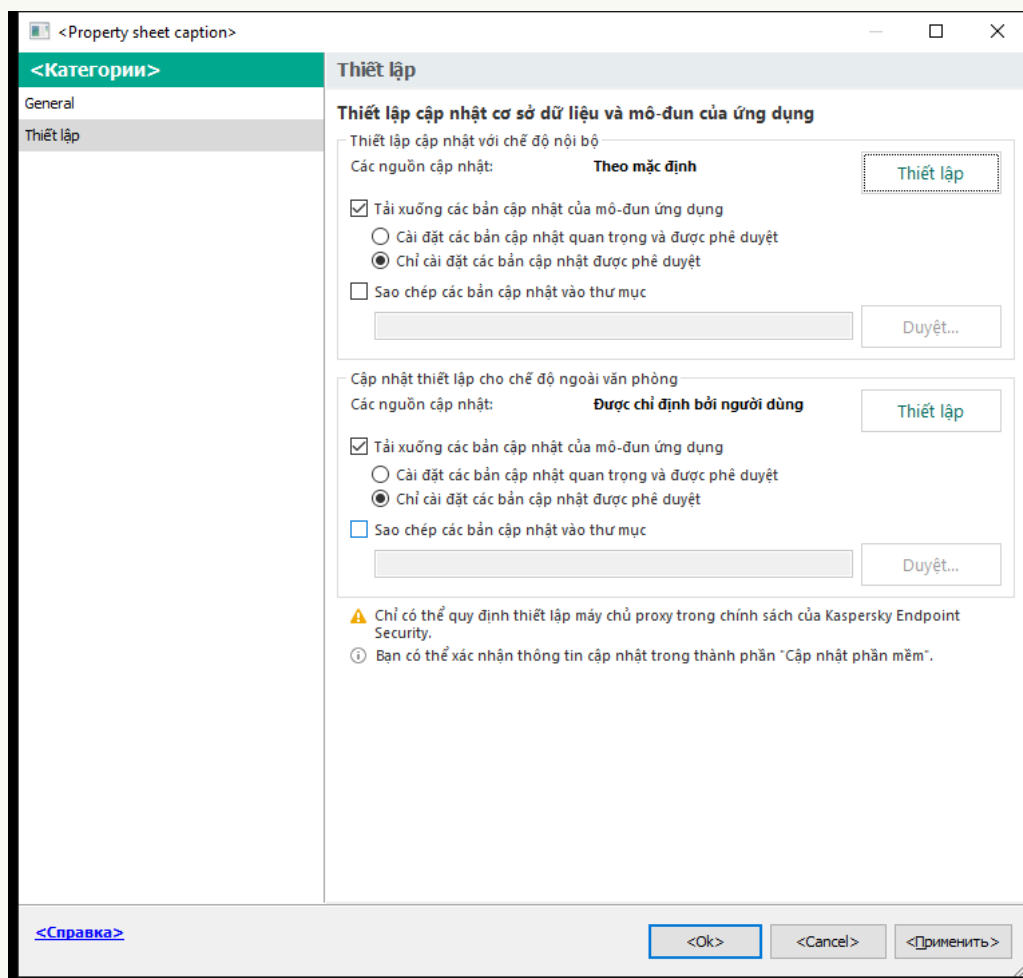 <Property sheet caption>
<Категории>
General
Thiết lập
Thiết lập
Thiết lập cập nhật cơ sở dữ liệu và mô-đun của ứng dụng
Thiết lập cập nhật với chế độ nội bộ
Các nguồn cập nhật: Theo mặc định Thiết lập
Tải xuống các bản cập nhật của mô-đun ứng dụng
Cài đặt các bản cập nhật quan trọng và được phê duyệt
Chỉ cài đặt các bản cập nhật được phê duyệt
Sao chép các bản cập nhật vào thư mục
Duyệt...
Cập nhật thiết lập cho chế độ ngoài văn phòng
Các nguồn cập nhật: Được chỉ định bởi người dùng Thiết lập
Tải xuống các bản cập nhật của mô-đun ứng dụng
Cài đặt các bản cập nhật quan trọng và được phê duyệt
Chỉ cài đặt các bản cập nhật được phê duyệt
Sao chép các bản cập nhật vào thư mục
Duyệt...
Chỉ có thể quy định thiết lập máy chủ proxy trong chính sách của Kaspersky Endpoint
Security.
Bạn có thể xác nhận thông tin cập nhật trong thành phần "Cập nhật phần mềm".
<Справка>
<Ok> <Cancel> <Применить>